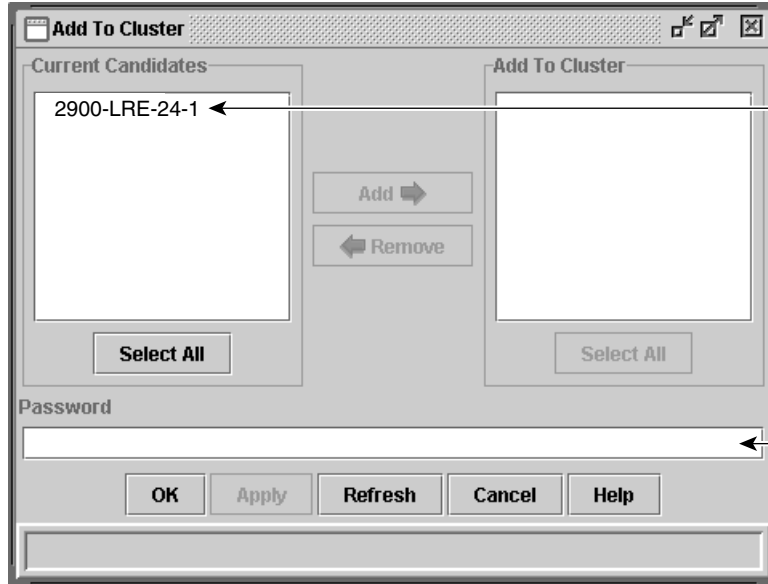 Add To Cluster
Current Candidates
Add To Cluster
2900-LRE-24-1
Add
Remove
Select All
Select All
Password
OK
Apply
Refresh
Cancel
Help